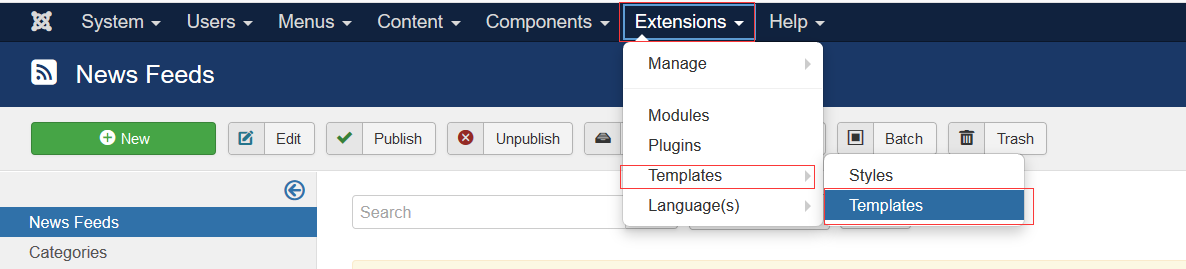 System Users Menus Content Components Extensions Help
News Feeds
Manage
Modules
Plugins
Templates
Language(s)
New Edit Publish Unpublish Batch Trash
Styles
Templates
Search
News Feeds
Categories